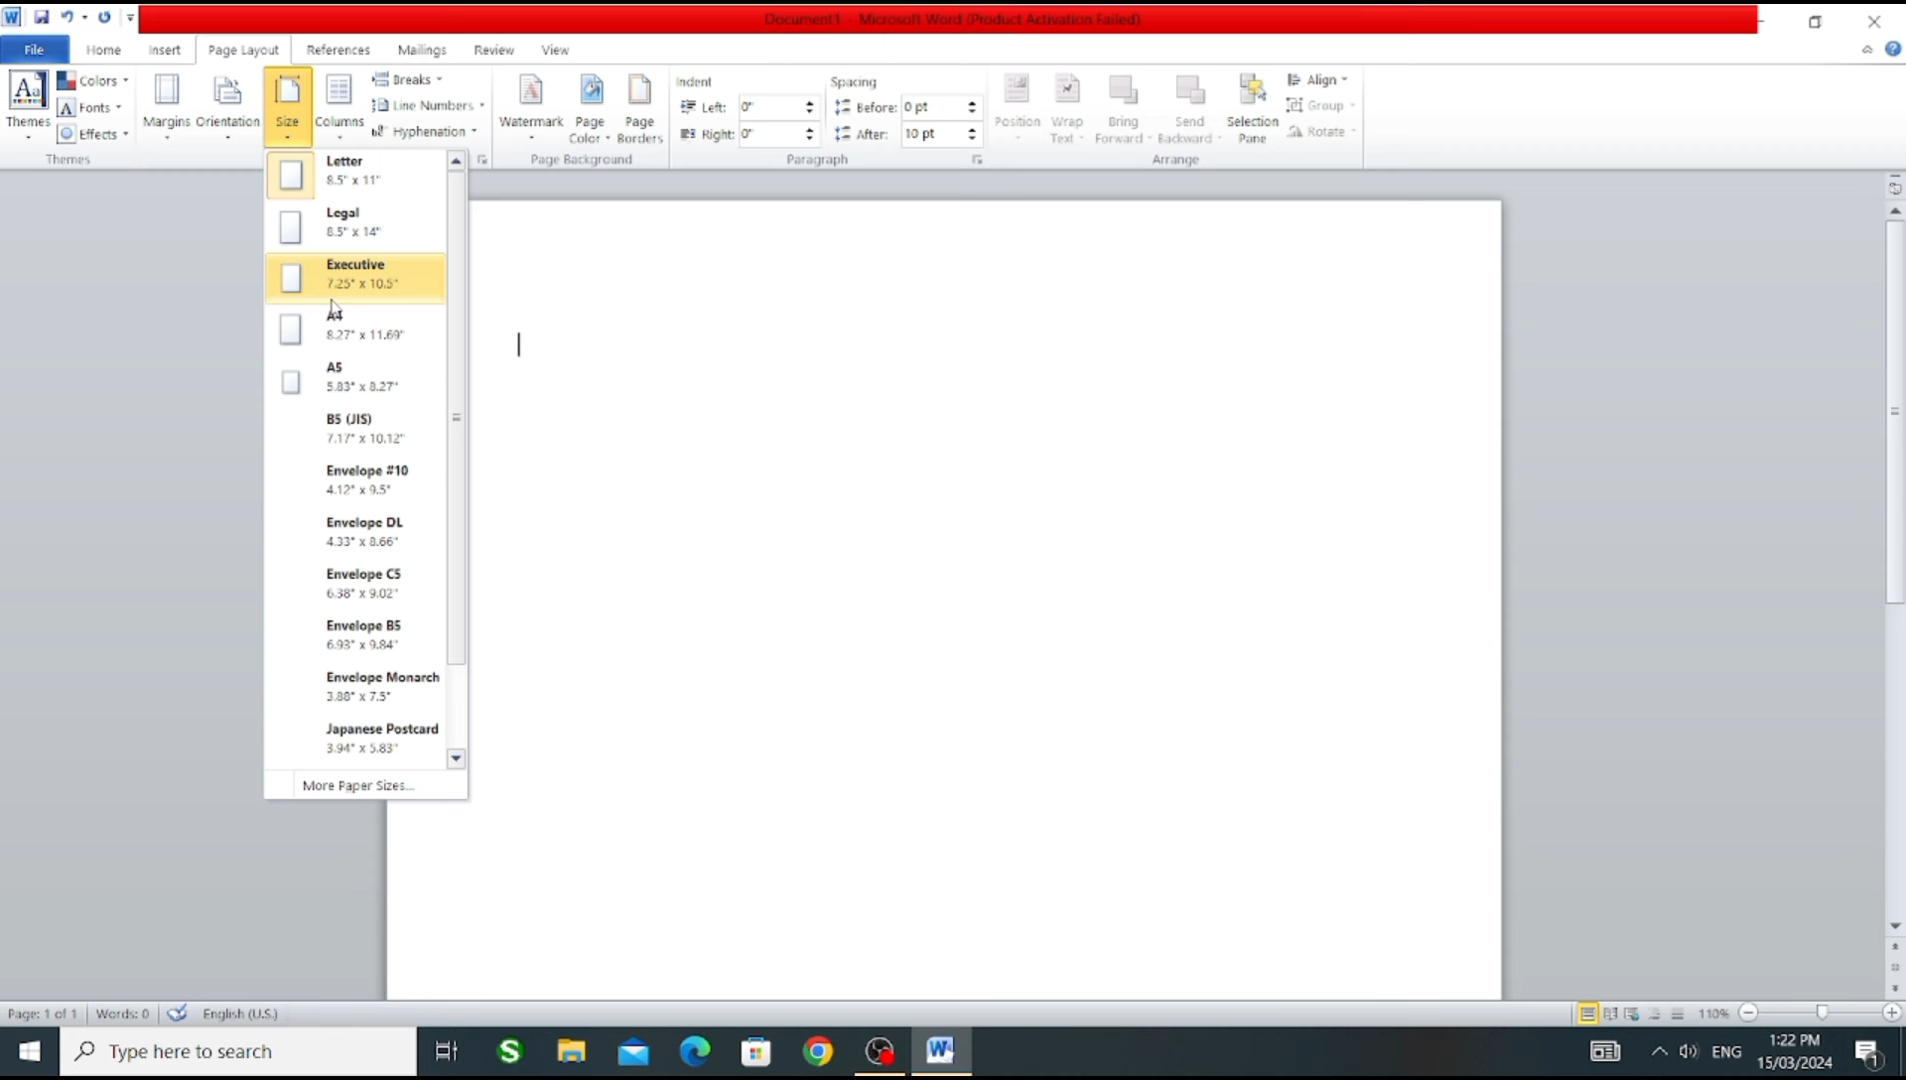 Document1 - Microsoft Word (Product Activation Failed)
File Home Insert Page Layout References Mailings Review View
Aa Colors
A Fonts
Effects
Themes
Themes
Margins Orientation Size Columns
Breaks
Line Numbers
Hyphenation
Watermark Page Color Page Borders
Page Background
Indent
Left: 0"
Right: 0"
Spacing
Before: 0 pt
After: 10 pt
Paragraph
Position Wrap Text Bring Forward Send Backward Selection Pane
Align
Group
Rotate
Arrange
Letter
8.5" x 11"
Legal
8.5" x 14"
Executive
7.25" x 10.5"
A4
8.27" x 11.69"
A5
5.83" x 8.27"
B5 (JIS)
7.17" x 10.12"
Envelope #10
4.12" x 9.5"
Envelope DL
4.33" x 8.66"
Envelope C5
6.38" x 9.02"
Envelope B5
6.93" x 9.84"
Envelope Monarch
3.88" x 7.5"
Japanese Postcard
3.94" x 5.83"
More Paper Sizes...
Page: 1 of 1 Words: 0 English (U.S.) 110%
Type here to search
ENG
1:22 PM
15/03/2024
1